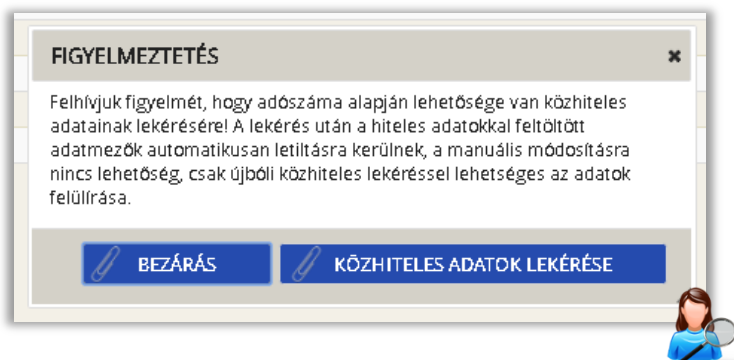 FIGYELMEZTETÉS
Felhívjuk figyelmét, hogy adószáma alapján lehetősége van közhiteles
adatainak lekérésére! A lekérés után a hiteles adatokkal feltöltött
adatmezők automatikusan letiltásra kerülnek, a manuális módosításra
nincs lehetőség, csak újbóli közhiteles lekéréssel lehetséges az adatok
felülírása.
BEZÁRÁS
KÖZHITELES ADATOK LEKÉRÉSE